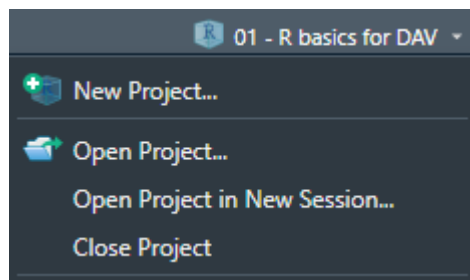 R 01 - R basics for DAV
New Project...
Open Project...
Open Project in New Session...
Close Project